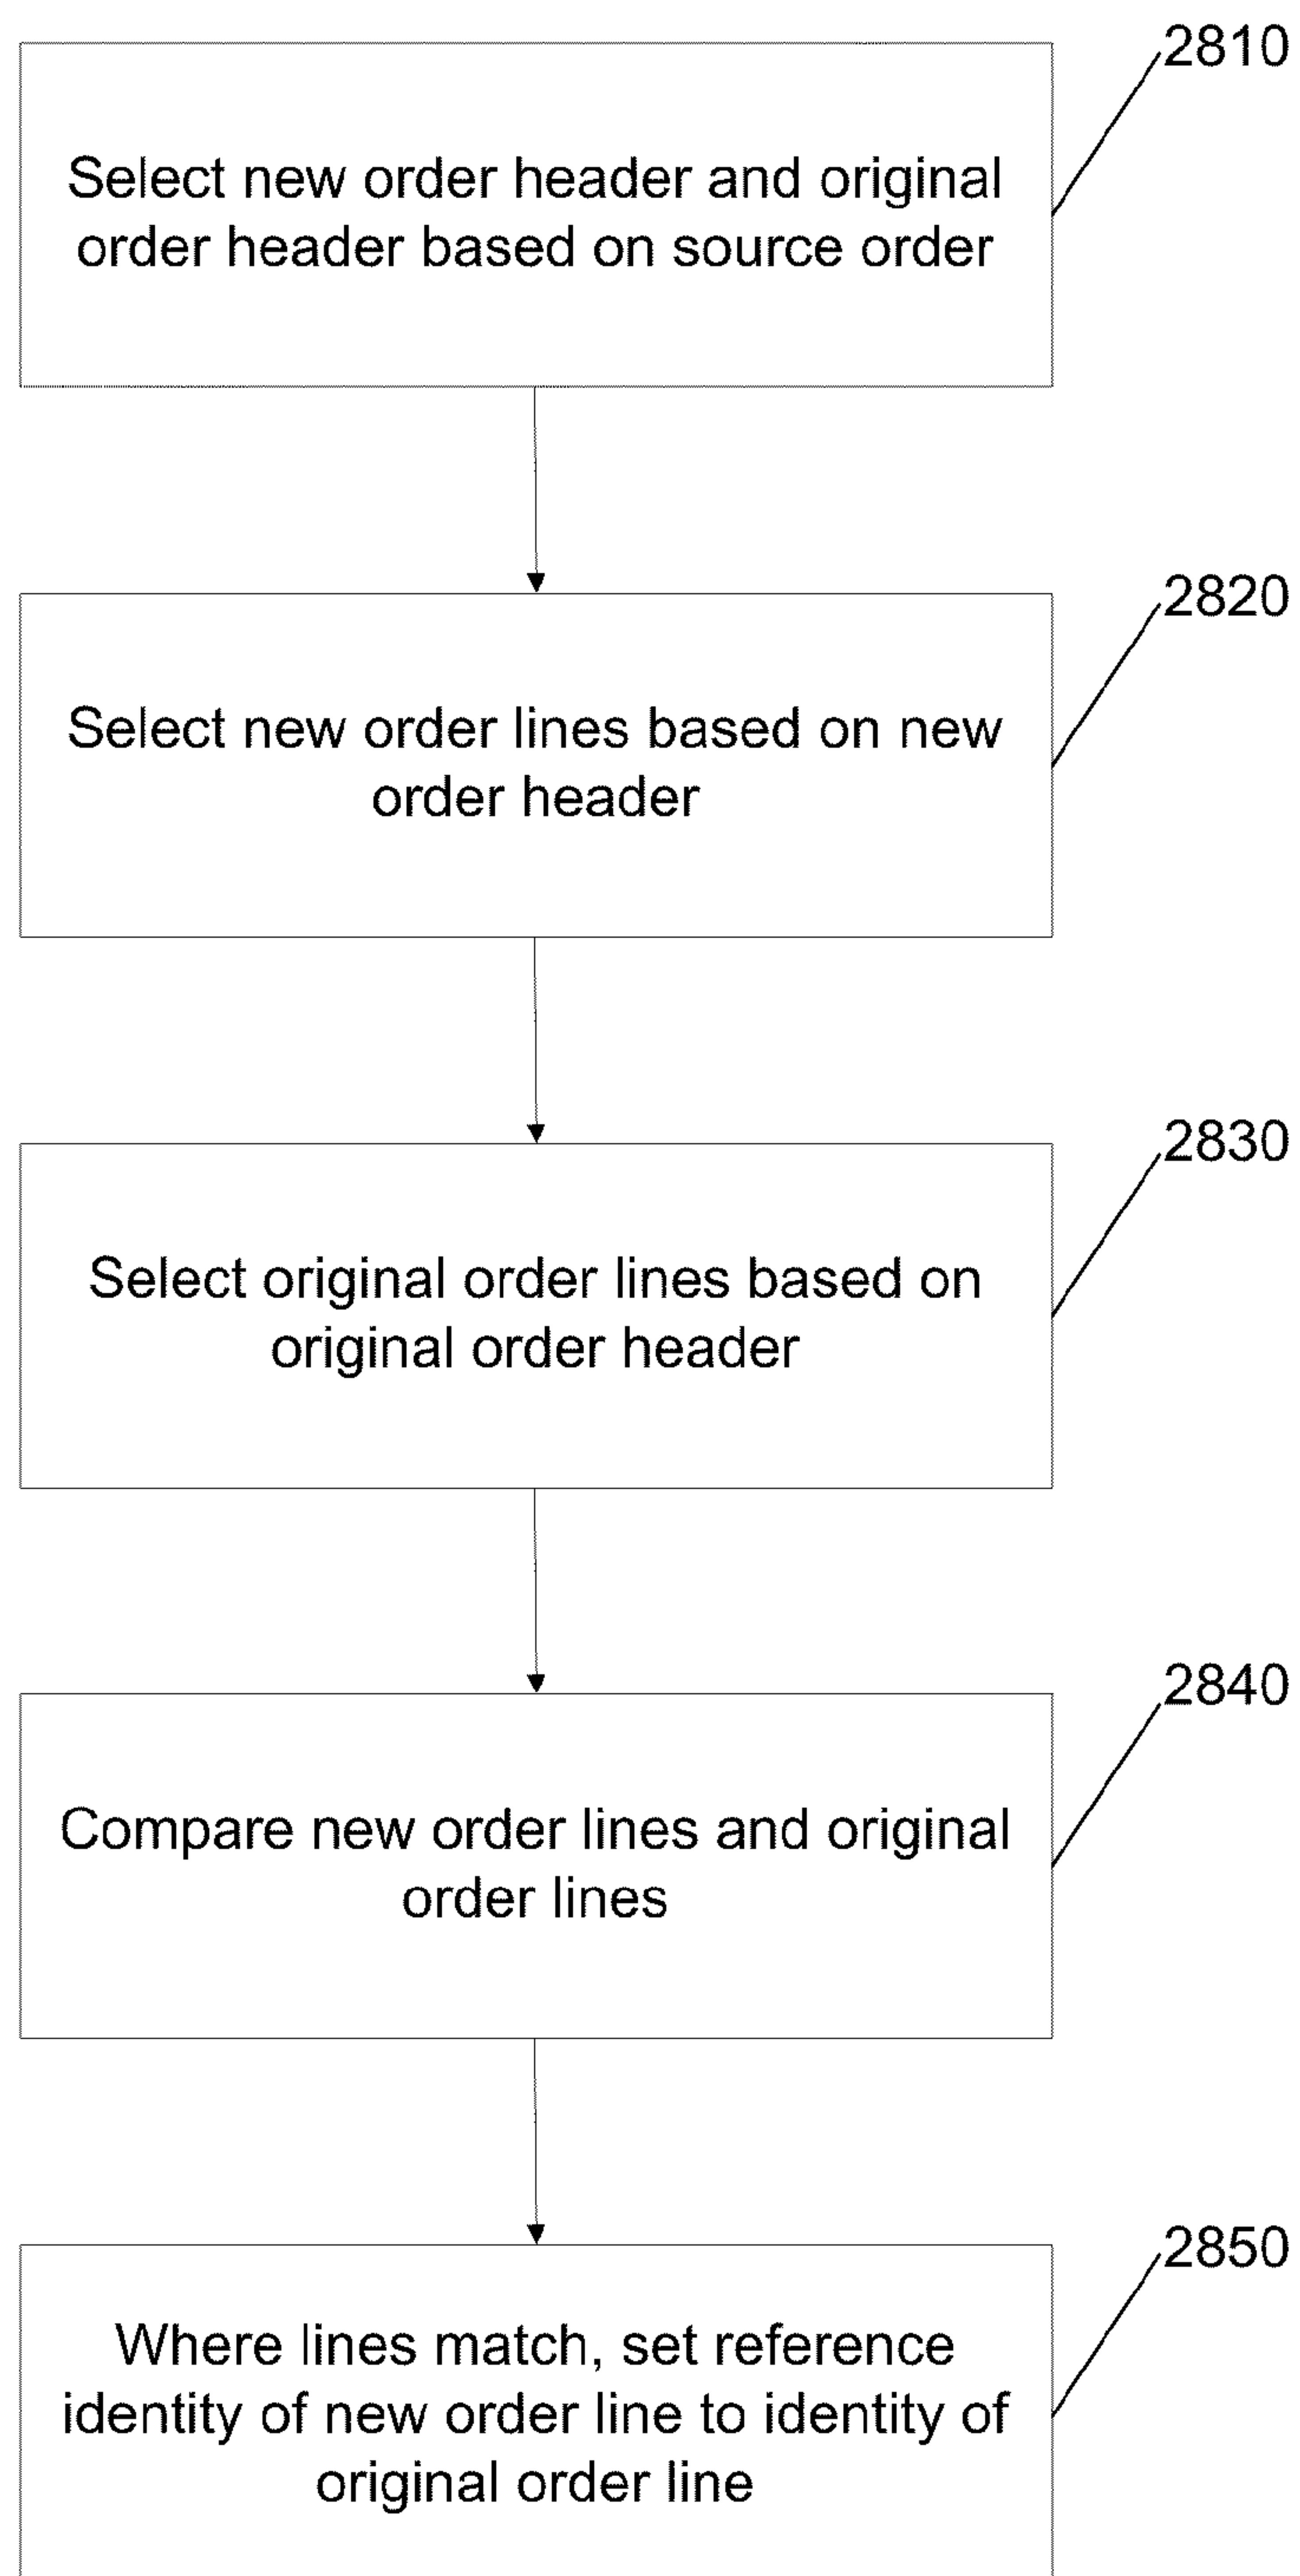 2810
Select new order header and original
order header based on source order
2820
Select new order lines based on new
order header
2830
Select original order lines based on
original order header
2840
Compare new order lines and original
order lines
2850
Where lines match, set reference
identity of new order line to identity of
original order line